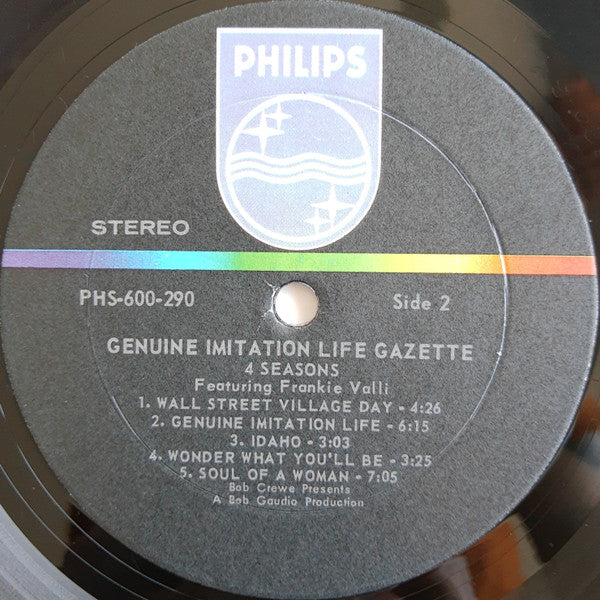 PHILIPS
STEREO
PHS-600-290
Side 2
GENUINE IMITATION LIFE GAZETTE
4 SEASONS
Featuring Frankie Valli
1. WALL STREET VILLAGE DAY - 4:26
2. GENUINE IMITATION LIFE - 6:15
3. IDAHO - 3:03
4. WONDER WHAT YOU'LL BE - 3:25
5. SOUL OF A WOMAN - 7:05
Bob Crewe Presents
A Bob Gaudio Production